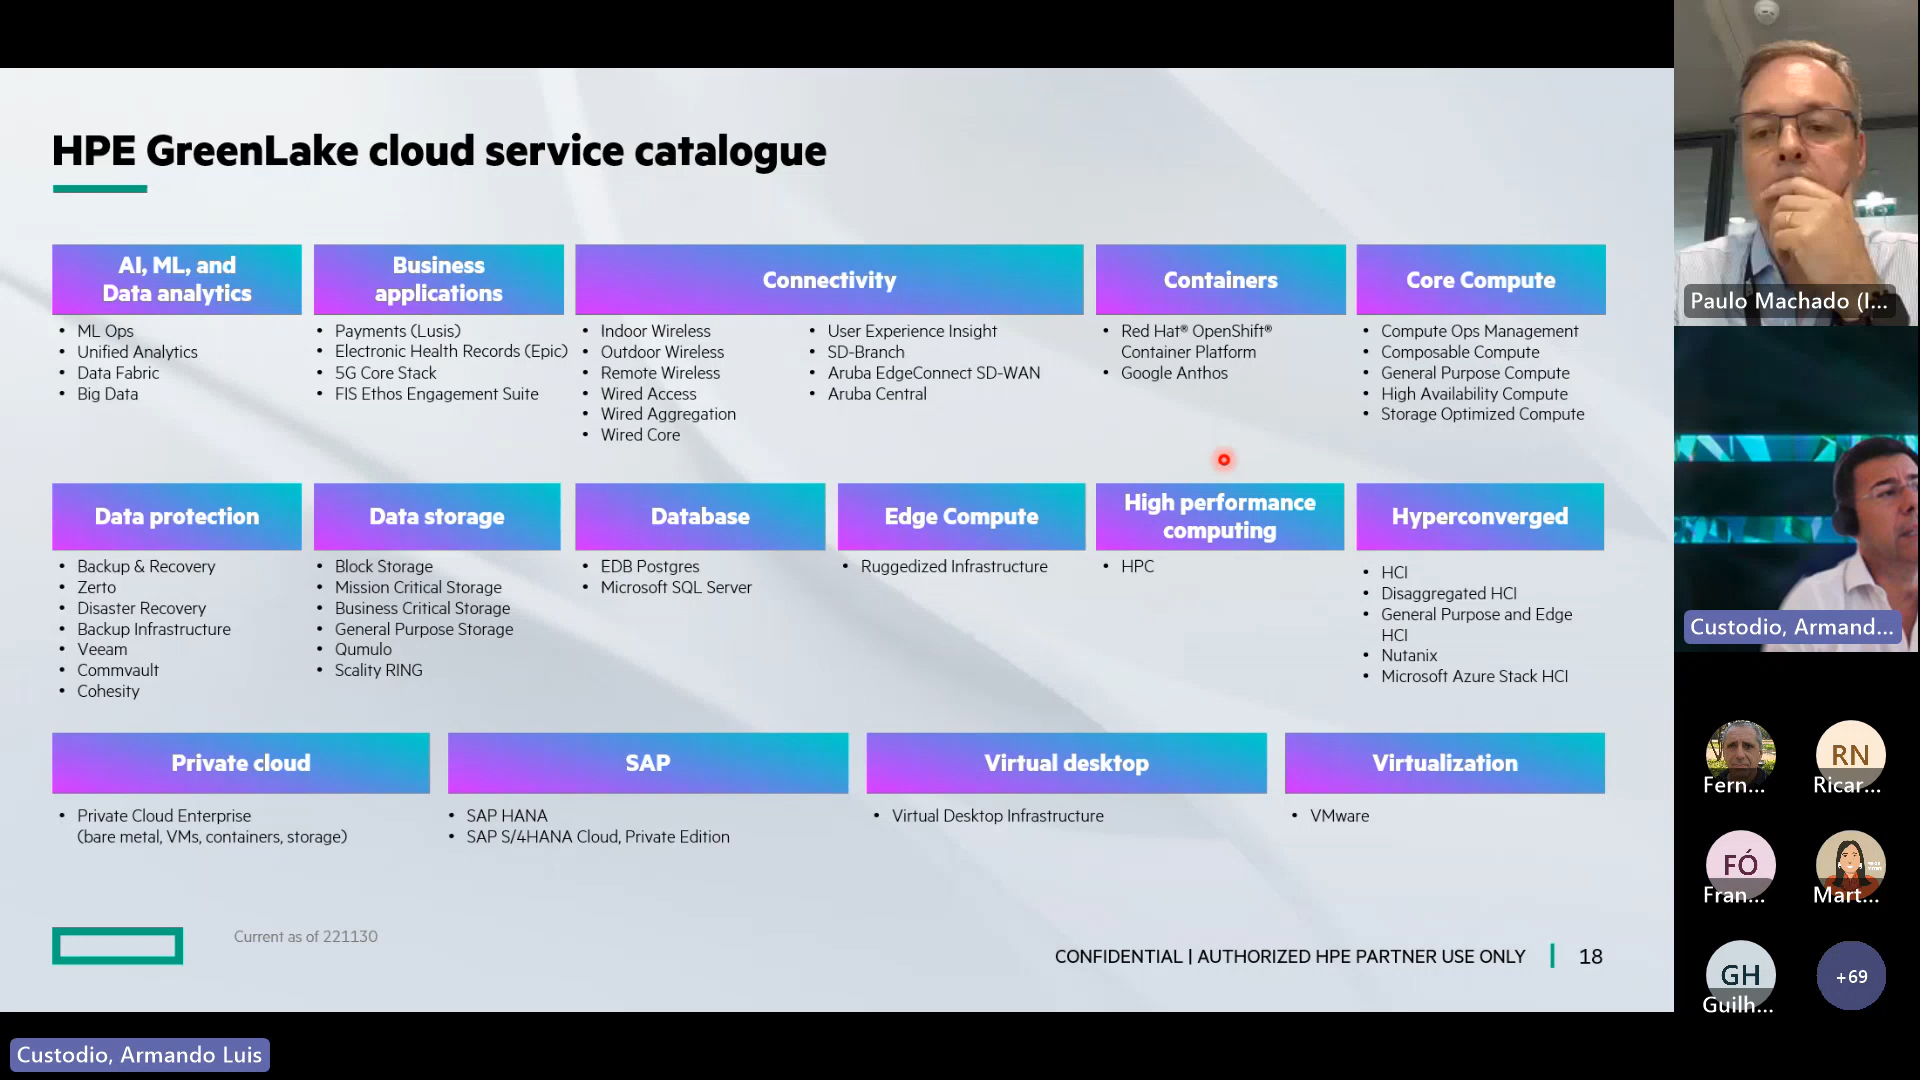 HPE GreenLake cloud service catalogue
AI, ML, and
Data analytics
• ML Ops
• Unified Analytics
• Data Fabric
• Big Data
Business
applications
• Payments (Lusis)
• Electronic Health Records (Epic)
• 5G Core Stack
• FIS Ethos Engagement Suite
Connectivity
• Indoor Wireless
• Outdoor Wireless
• Remote Wireless
• Wired Access
• Wired Aggregation
• Wired Core
• User Experience Insight
• SD-Branch
• Aruba EdgeConnect SD-WAN
• Aruba Central
Containers
• Red Hat® OpenShift®
Container Platform
• Google Anthos
Core Compute
• Compute Ops Management
• Composable Compute
• General Purpose Compute
• High Availability Compute
• Storage Optimized Compute
Data protection
• Backup & Recovery
• Zerto
• Disaster Recovery
• Backup Infrastructure
• Veeam
• Commvault
• Cohesity
Data storage
• Block Storage
• Mission Critical Storage
• Business Critical Storage
• General Purpose Storage
• Qumulo
• Scality RING
Database
• EDB Postgres
• Microsoft SQL Server
Edge Compute
• Ruggedized Infrastructure
High performance
computing
• HPC
Hyperconverged
• HCI
• Disaggregated HCI
• General Purpose and Edge
HCI
• Nutanix
• Microsoft Azure Stack HCI
Private cloud
• Private Cloud Enterprise
(bare metal, VMs, containers, storage)
SAP
• SAP HANA
• SAP S/4HANA Cloud, Private Edition
Virtual desktop
• Virtual Desktop Infrastructure
Virtualization
• VMware
Current as of 221130
CONFIDENTIAL | AUTHORIZED HPE PARTNER USE ONLY
18
Custodio, Armando Luis
Paulo Machado (I...
Custodio, Armand...
Fern...
RN
Ricar...
FÓ
Fran...
Mart...
GH
Guilh...
+69